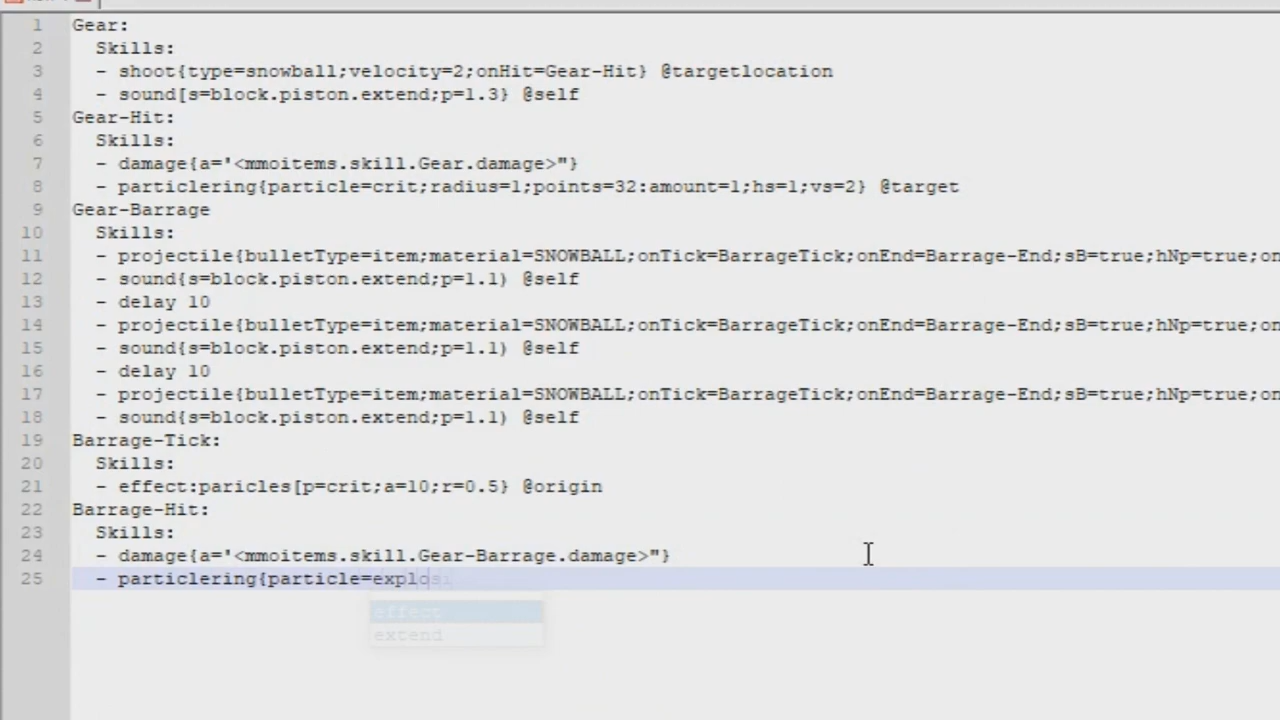 1 Gear:
2 Skills:
3 - shoot{type=snowball;velocity=2;onHit=Gear-Hit} @targetlocation
4 - sound[s=block.piston.extend;p=1.3} @self
5 Gear-Hit:
6 Skills:
7 - damage{a='<mmoitems.skill.Gear.damage>"}
8 - particlering{particle=crit;radius=1;points=32:amount=1;hs=1;vs=2} @target
9 Gear-Barrage
10 Skills:
11 - projectile{bulletType=item;material=SNOWBALL;onTick=BarrageTick;onEnd=Barrage-End;sB=true;hNp=true;on
12 - sound{s=block.piston.extend;p=1.1) @self
13 - delay 10
14 - projectile{bulletType=item;material=SNOWBALL;onTick=BarrageTick;onEnd=Barrage-End;sB=true;hNp=true;on
15 - sound{s=block.piston.extend;p=1.1) @self
16 - delay 10
17 - projectile{bulletType=item;material=SNOWBALL;onTick=BarrageTick;onEnd=Barrage-End;sB=true;hNp=true;on
18 - sound{s=block.piston.extend;p=1.1) @self
19 Barrage-Tick:
20 Skills:
21 - effect:paricles[p=crit;a=10;r=0.5} @origin
22 Barrage-Hit:
23 Skills:
24 - damage{a='<mmoitems.skill.Gear-Barrage.damage>"}
25 - particlering{particle=explosi
effect
extend